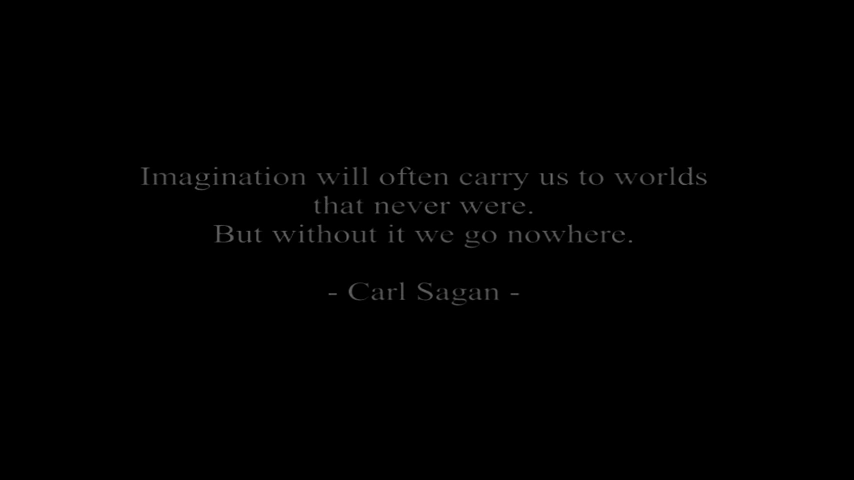 Imagination will often carry us to worlds
that never were.
But without it we go nowhere.
- Carl Sagan -